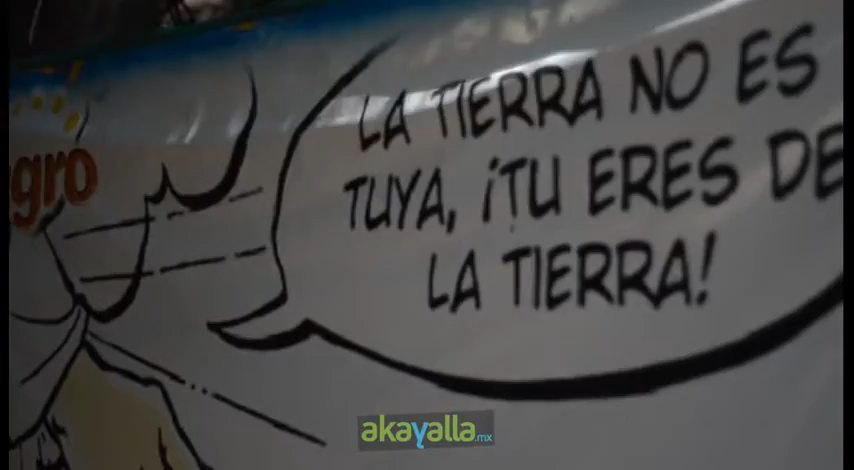 LA TIERRA NO ES
TUYA, ¡TU ERES DE
LA TIERRA!
gro
akayalla.mx